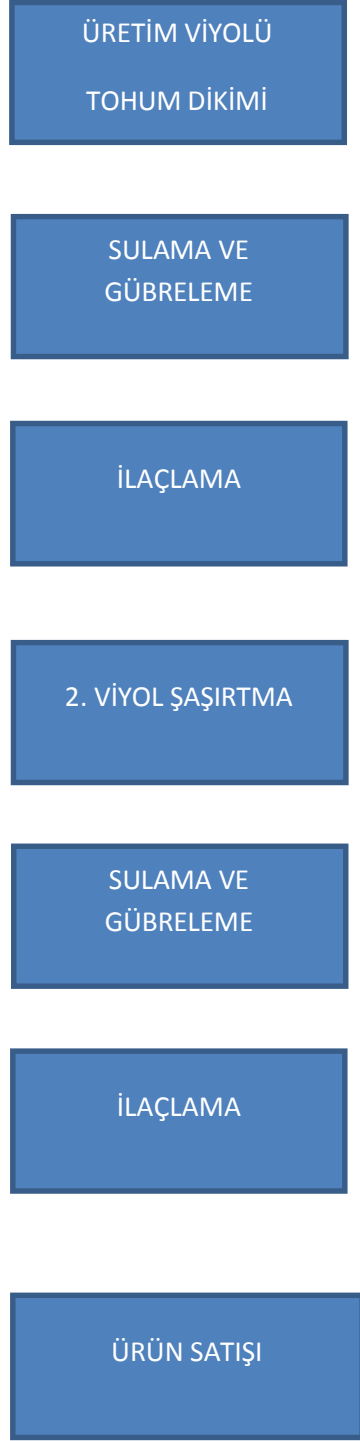 ÜRETİM VİYOLÜ
TOHUM DİKİMİ
SULAMA VE
GÜBRELEME
İLAÇLAMA
2. VİYOL ŞAŞIRTMA
SULAMA VE
GÜBRELEME
İLAÇLAMA
ÜRÜN SATIŞI